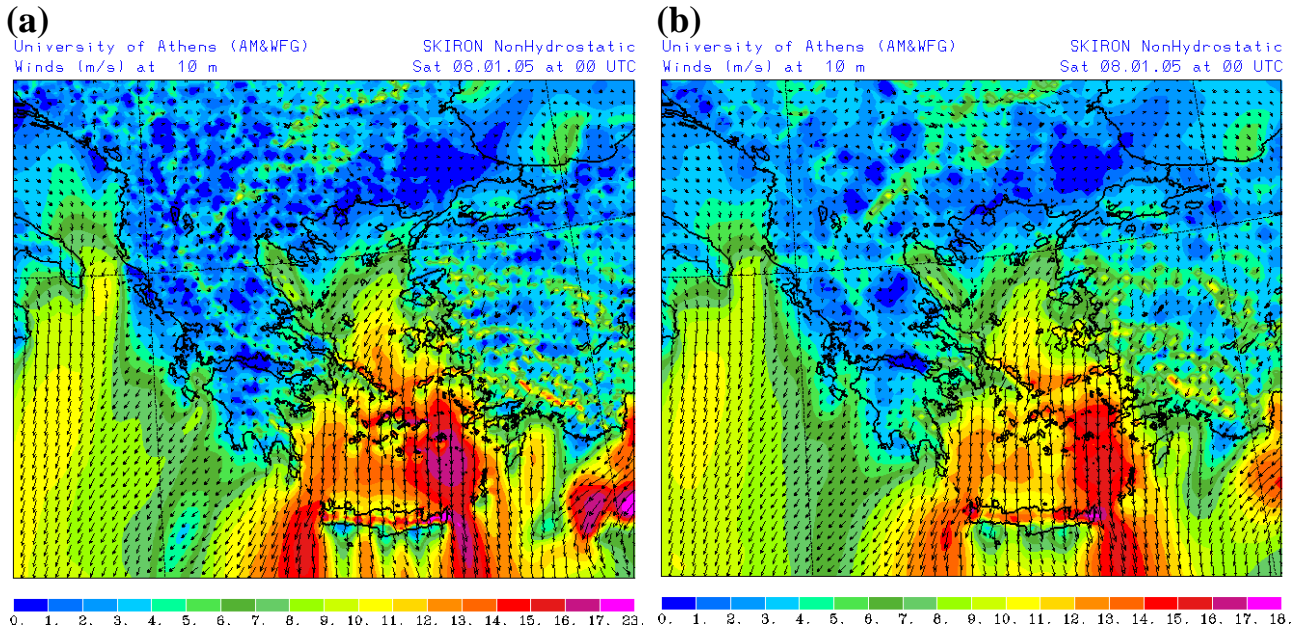 (a)
University of Athens (AM&WFG) SKIRON NonHydrostatic
Winds (m/s) at 10 m Sat 08.01.05 at 00 UTC
0. 1. 2. 3. 4. 5. 6. 7. 8. 9. 10. 11. 12. 13. 14. 15. 16. 17. 23.
(b)
University of Athens (AM&WFG) SKIRON NonHydrostatic
Winds (m/s) at 10 m Sat 08.01.05 at 00 UTC
0. 1. 2. 3. 4. 5. 6. 7. 8. 9. 10. 11. 12. 13. 14. 15. 16. 17. 18.